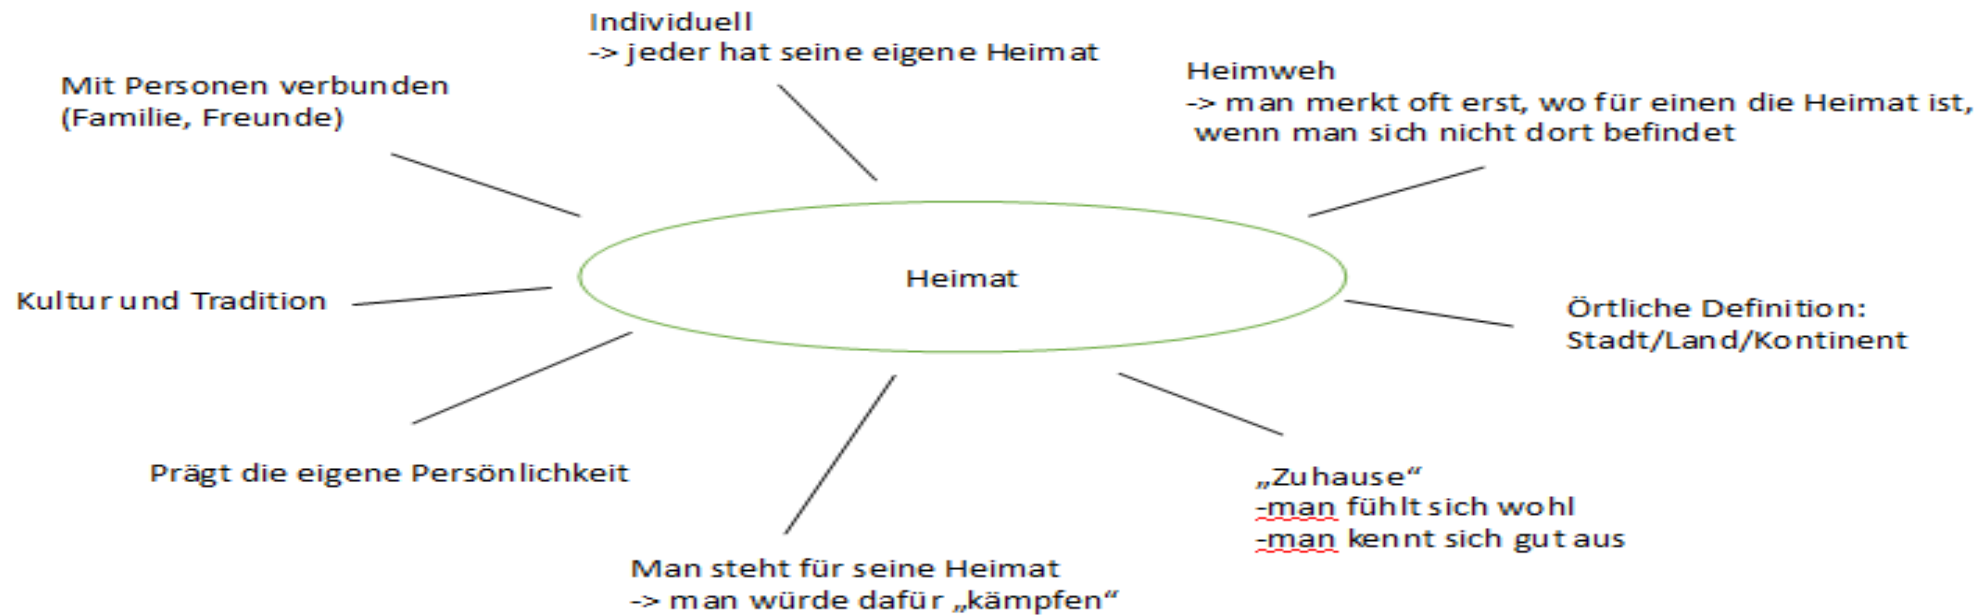 Individuell
-> jeder hat seine eigene Heimat
Mit Personen verbunden
(Familie, Freunde)
Heimweh
-> man merkt oft erst, wo für einen die Heimat ist,
wenn man sich nicht dort befindet
Heimat
Kultur und Tradition
Örtliche Definition:
Stadt/Land/Kontinent
Prägt die eigene Persönlichkeit
„Zuhause“
-man fühlt sich wohl
-man kennt sich gut aus
Man steht für seine Heimat
-> man würde dafür „kämpfen“